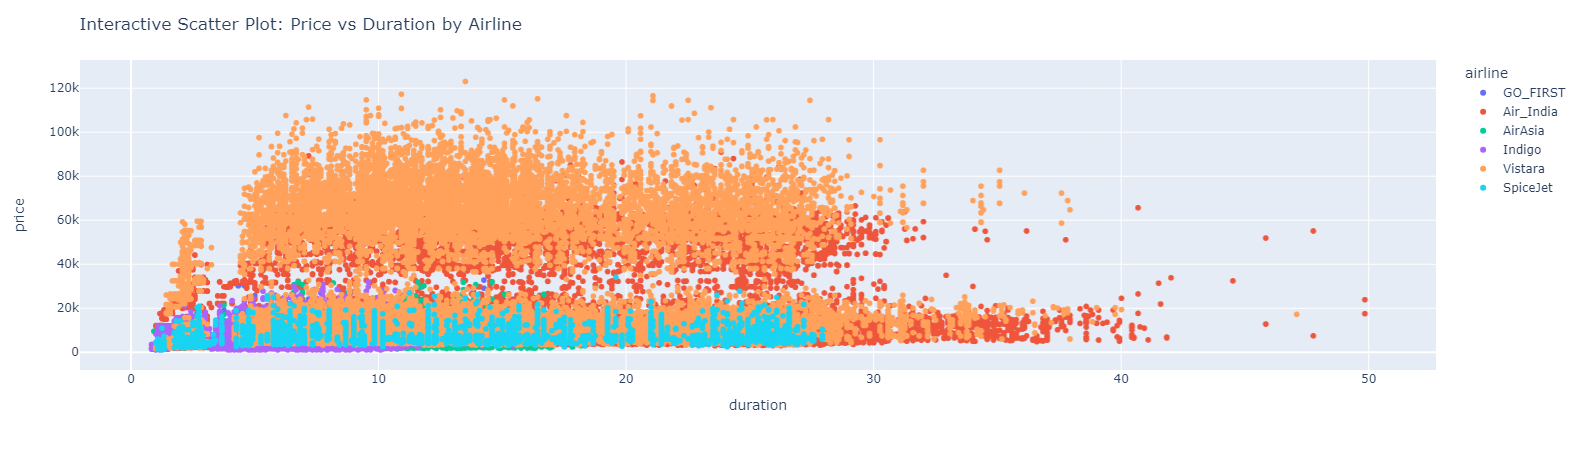 Interactive Scatter Plot: Price vs Duration by Airline
120k
100k
80k
60k
40k
20k
0
price
0 10 20 30 40 50
duration
airline
GO_FIRST
Air_India
AirAsia
Indigo
Vistara
SpiceJet